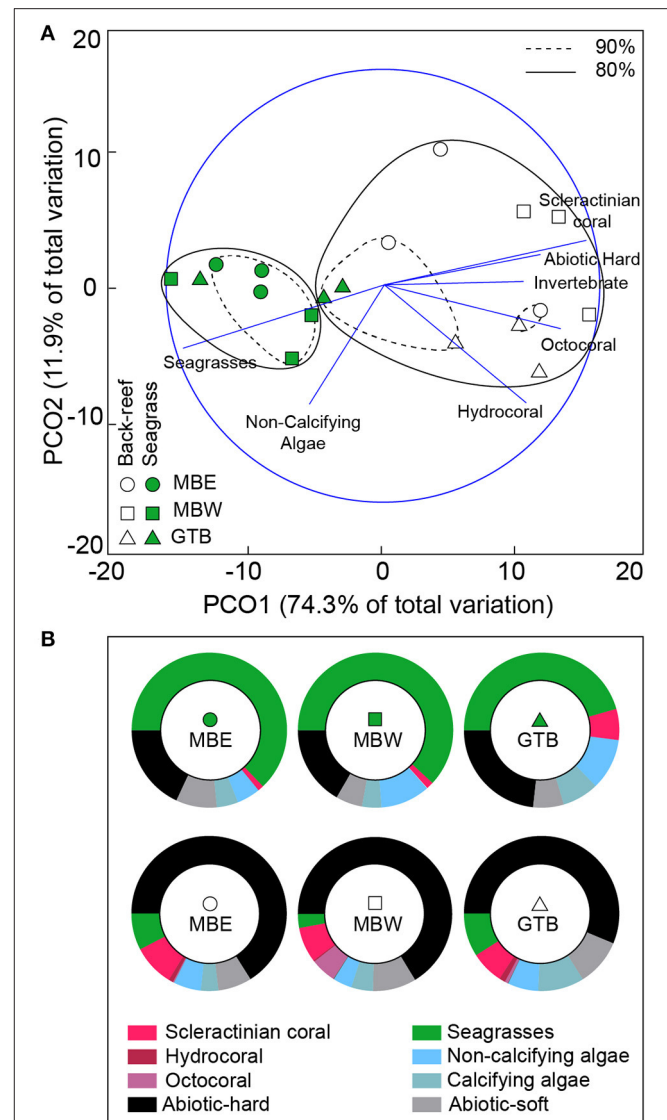 A
20
10
0
-10
-20
PCO2 (11.9% of total variation)
90%
80%
Scleractinian
coral
Abiotic Hard
Invertebrate
Octocoral
Hydrocoral
Seagrasses
Non-Calcifying
Algae
Back-reef
Seagrass
MBE
MBW
GTB
-20
-10
0
10
20
PCO1 (74.3% of total variation)
B
MBE
MBW
GTB
MBE
MBW
GTB
Scleractinian coral
Hydrocoral
Octocoral
Abiotic-hard
Seagrasses
Non-calcifying algae
Calcifying algae
Abiotic-soft